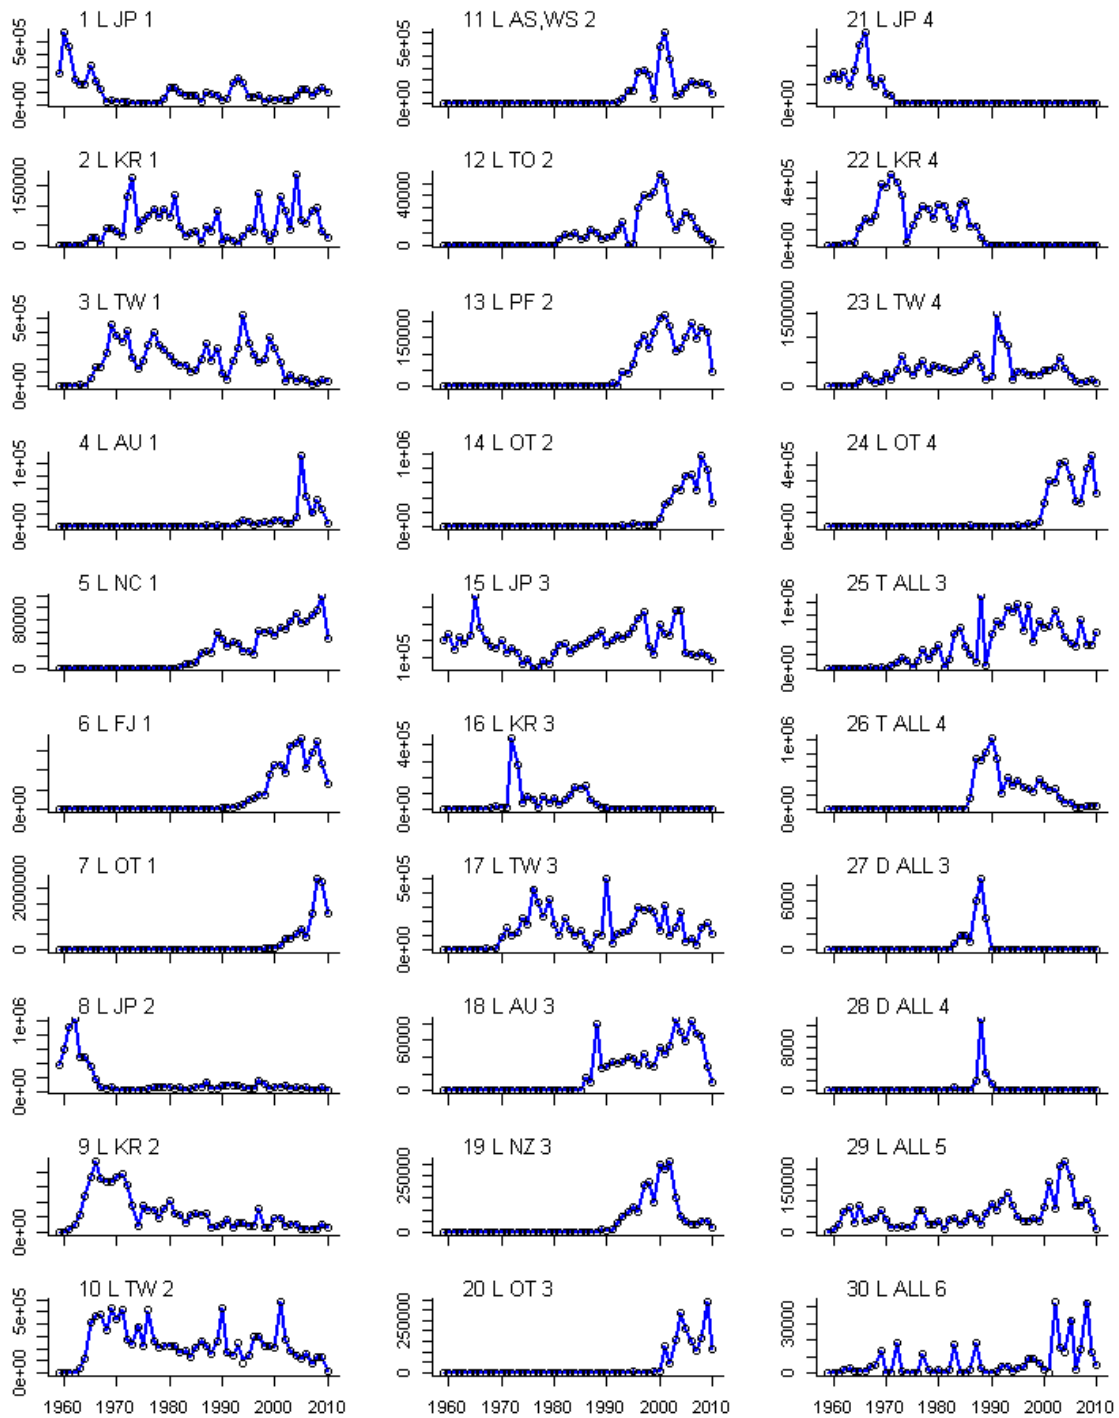 1 L JP 1
0e+00 5e+05
2 L KR 1
0 150000
3 L TW 1
0e+00 5e+05
4 L AU 1
0e+00 1e+05
5 L NC 1
0 80000
6 L FJ 1
0e+00
7 L OT 1
0 2000000
8 L JP 2
0e+00 1e+06
9 L KR 2
0e+00
10 L TW 2
0e+00 5e+05
1960 1970 1980 1990 2000 2010
11 L AS,WS 2
0e+00 5e+05
12 L TO 2
0 40000
13 L PF 2
0 150000
14 L OT 2
0e+00 1e+06
15 L JP 3
1e+05
16 L KR 3
0e+00 4e+05
17 L TW 3
0e+00 5e+05
18 L AU 3
0 60000
19 L NZ 3
0 250000
20 L OT 3
0 250000
1960 1970 1980 1990 2000 2010
21 L JP 4
0e+00 5e+05
22 L KR 4
0e+00 4e+05
23 L TW 4
0 1500000
24 L OT 4
0e+00 4e+05
25 T ALL 3
0e+00 1e+06
26 T ALL 4
0e+00 1e+06
27 D ALL 3
0 6000
28 D ALL 4
0 8000
29 L ALL 5
0 150000
30 L ALL 6
0 30000
1960 1970 1980 1990 2000 2010